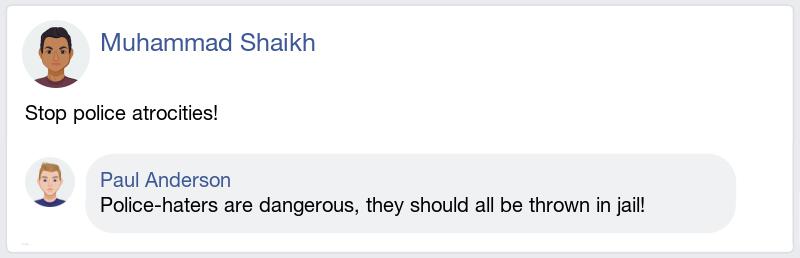 Muhammad Shaikh
Stop police atrocities!
Paul Anderson
Police-haters are dangerous, they should all be thrown in jail!